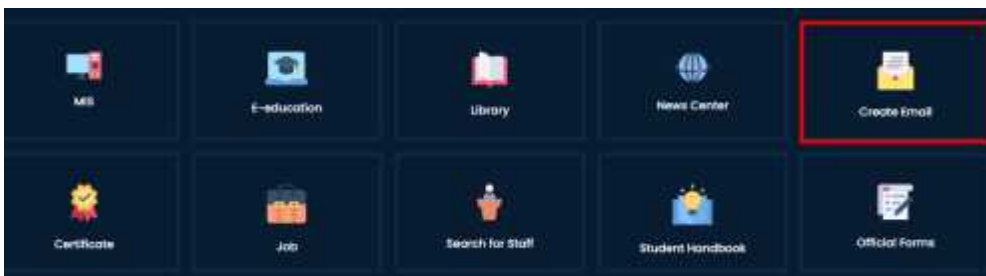 MIS
E-education
Library
News Center
Create Email
Certificate
Job
Search for Staff
Student Handbook
Official Forms